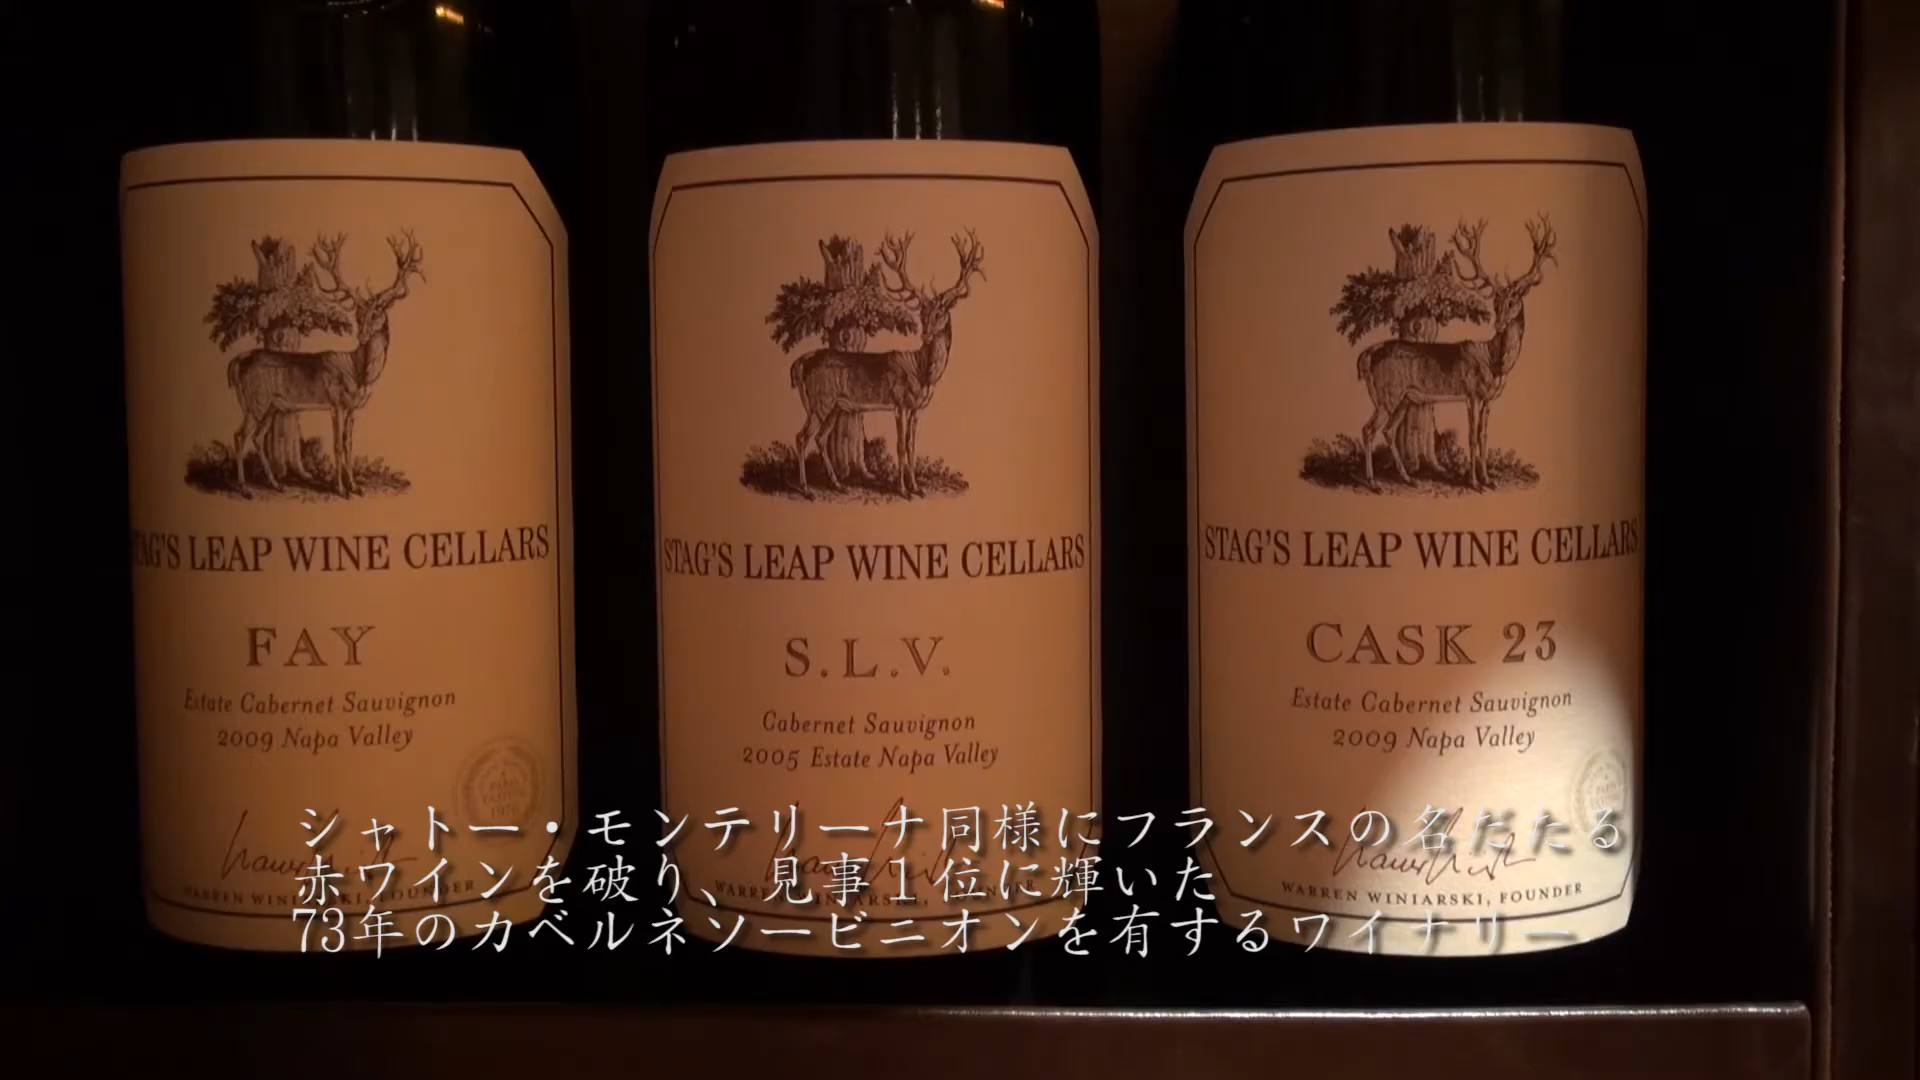 TAG'S LEAP WINE CELLARS
FAY
Estate Cabernet Sauvignon
2009 Napa Valley
WARREN WINIARSKI, FOUNDER
STAG'S LEAP WINE CELLARS
S.L.V.
Cabernet Sauvignon
2005 Estate Napa Valley
STAG'S LEAP WINE CELLARS
CASK 23
Estate Cabernet Sauvignon
2009 Napa Valley
WARREN WINIARSKI, FOUNDER
シャトー・モンテリーナ同様にフランスの名だたる
赤ワインを破り、見事１位に輝いた
73年のカベルネソービニオンを有するワイナリー